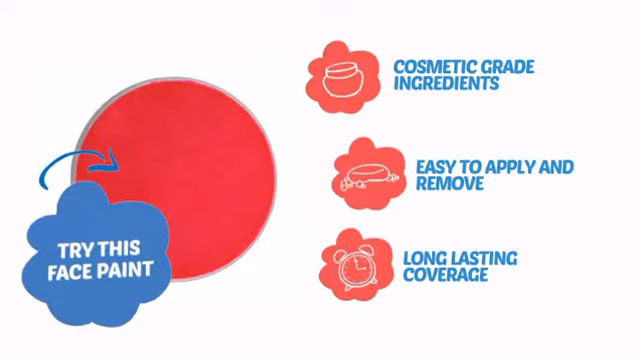 COSMETIC GRADE
INGREDIENTS
EASY TO APPLY AND
REMOVE
TRY THIS
FACE PAINT
LONG LASTING
COVERAGE